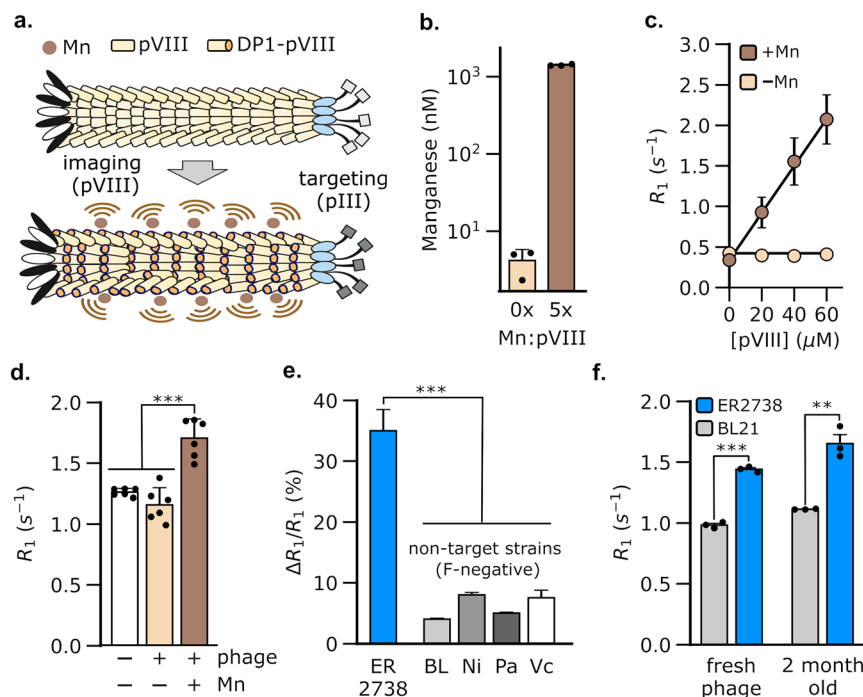 a.
Mn pVIII DP1-pVIII
imaging
(pVIII)
targeting
(pIII)
b.
Manganese (nM)
10³
10²
10¹
0x 5x
Mn:pVIII
c.
+Mn
−Mn
R₁ (s⁻¹)
3.0
2.5
2.0
1.5
1.0
0.5
0.0
0 20 40 60
[pVIII] (μM)
d.
R₁ (s⁻¹)
2.0
1.5
1.0
0.5
0.0
***
− + + phage
− − + Mn
e.
ΔR₁/R₁ (%)
40
30
20
10
0
***
non-target strains
(F-negative)
ER
2738
BL Ni Pa Vc
f.
ER2738
BL21
R₁ (s⁻¹)
2.0
1.5
1.0
0.5
0.0
***
**
fresh
phage
2 month
old